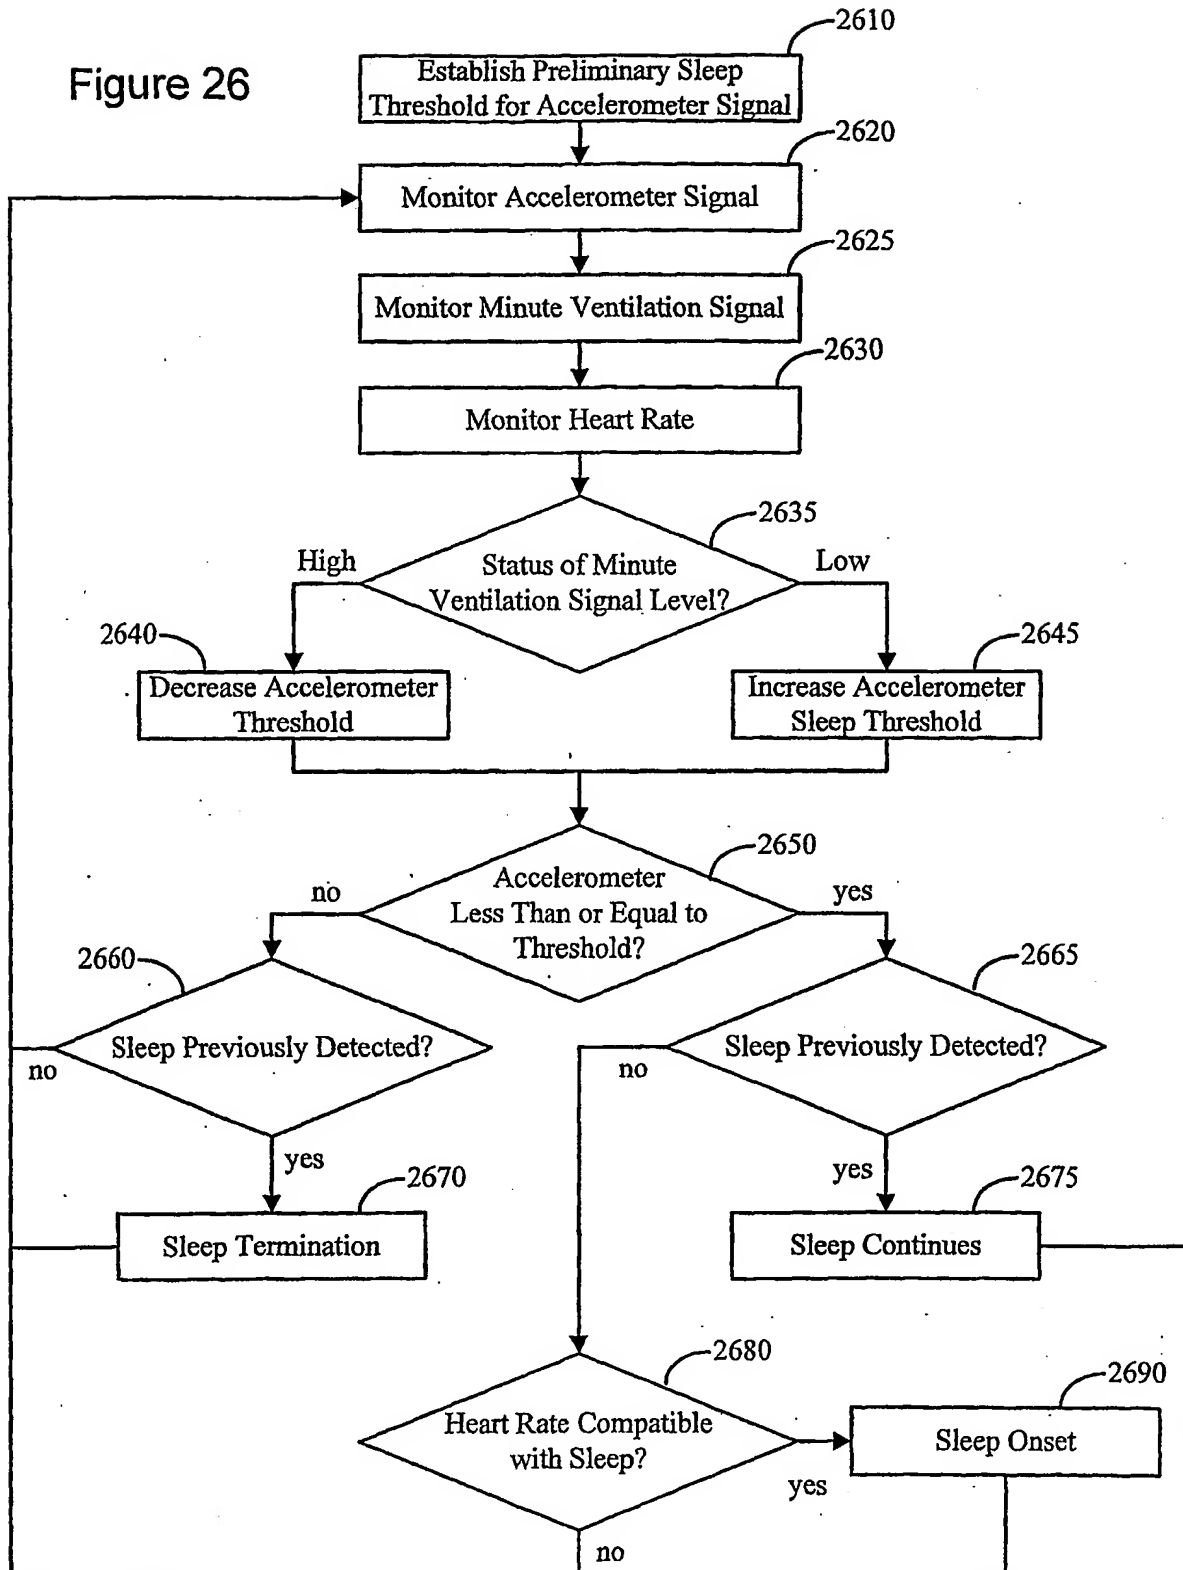 Figure 26
2610
Establish Preliminary Sleep
Threshold for Accelerometer Signal
2620
Monitor Accelerometer Signal
2625
Monitor Minute Ventilation Signal
2630
Monitor Heart Rate
2635
High
Status of Minute
Ventilation Signal Level?
Low
2640
Decrease Accelerometer
Threshold
2645
Increase Accelerometer
Sleep Threshold
2650
no
Accelerometer
Less Than or Equal to
Threshold?
yes
2660
Sleep Previously Detected?
no
yes
2665
Sleep Previously Detected?
no
yes
2670
Sleep Termination
2675
Sleep Continues
2680
Heart Rate Compatible
with Sleep?
yes
no
2690
Sleep Onset